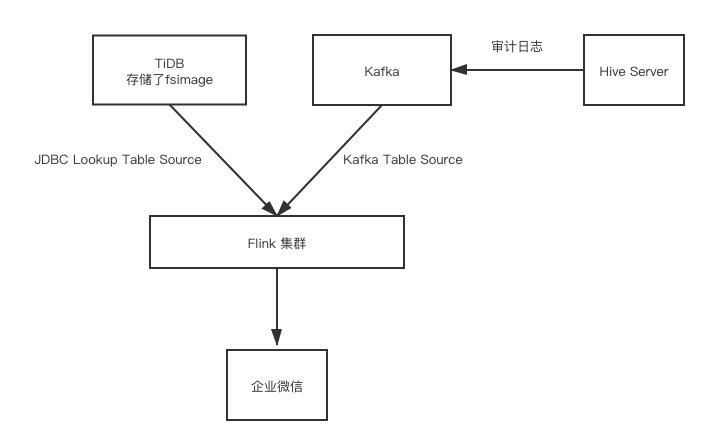 审计日志
TiDB
存储了fsimage
Kafka
Hive Server
JDBC Lookup Table Source
Kafka Table Source
Flink 集群
企业微信